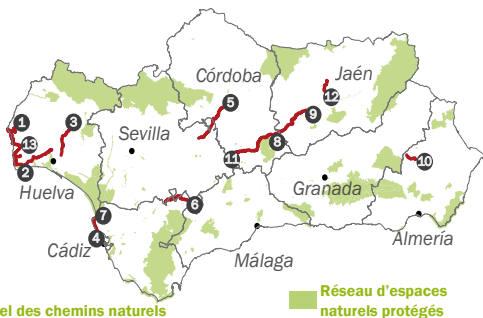 Córdoba
Jaén
Sevilla
Huelva
Granada
Cádiz
Málaga
Almería
1
13
3
2
5
12
9
8
11
10
6
7
4
el des chemins naturels
Réseau d'espaces
naturels protégés